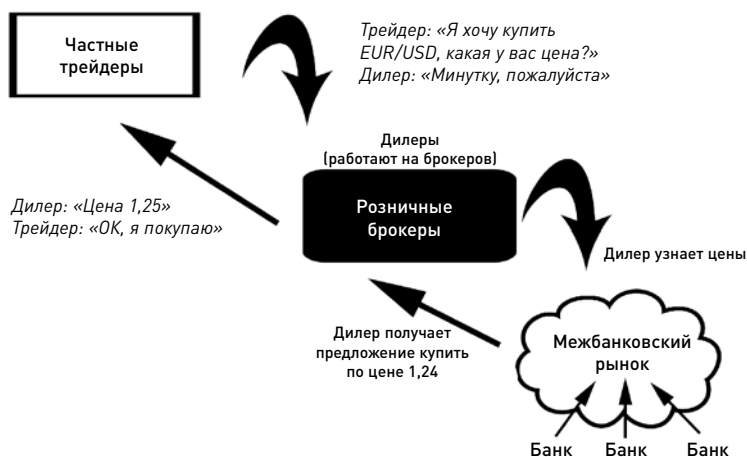 Частные
трейдеры
Трейдер: «Я хочу купить
EUR/USD, какая у вас цена?»
Дилер: «Минутку, пожалуйста»
Дилеры
(работают на брокеров)
Розничные
брокеры
Дилер: «Цена 1,25»
Трейдер: «ОК, я покупаю»
Дилер узнает цены
Дилер получает
предложение купить
по цене 1,24
Межбанковский
рынок
Банк Банк Банк